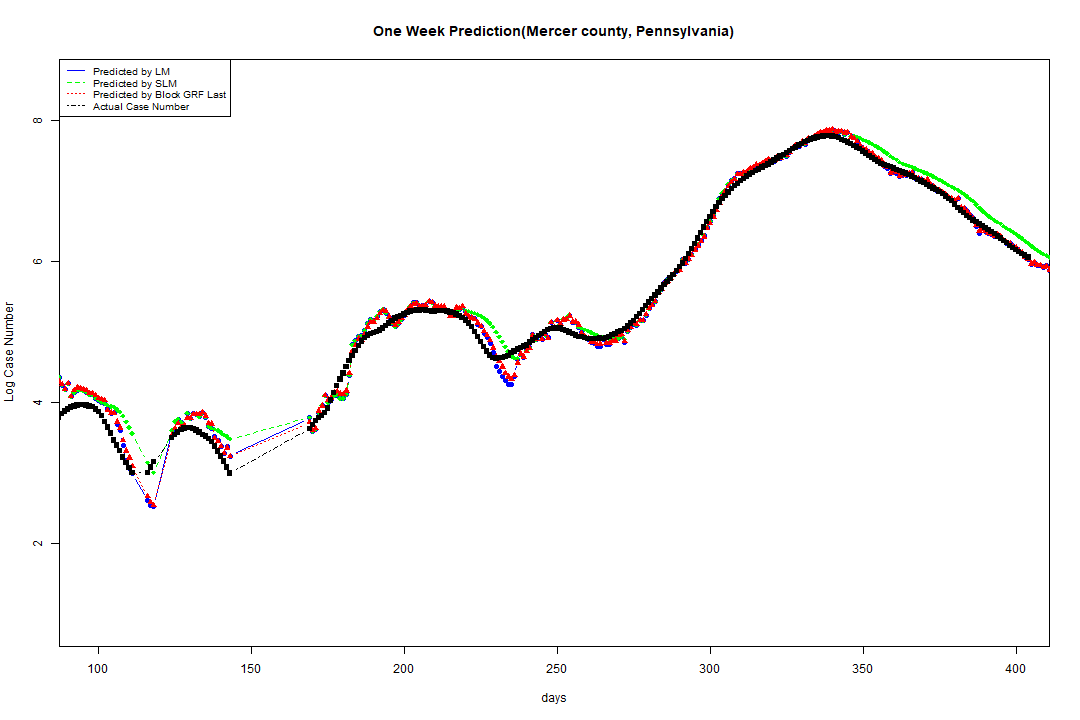 One Week Prediction(Mercer county, Pennsylvania)
Predicted by LM
Predicted by SLM
Predicted by Block GRF Last
Actual Case Number
8
6
4
2
Log Case Number
100 150 200 250 300 350 400
days